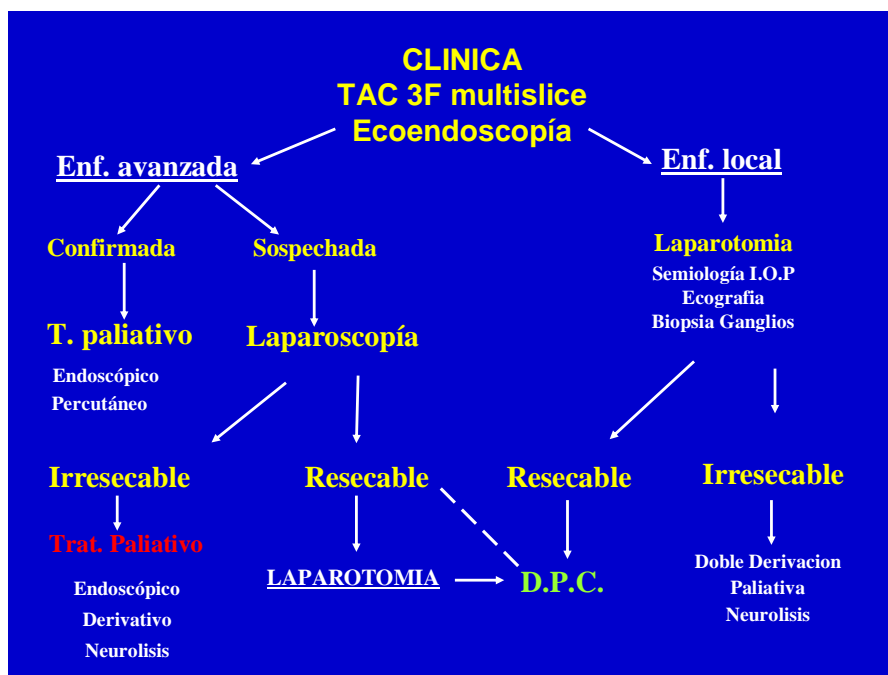 CLINICA
TAC 3F multislice
Ecoendoscopía
Enf. avanzada
Enf. local
Confirmada
Sospechada
Laparotomia
Semiología I.O.P
Ecografia
Biopsia Ganglios
T. paliativo
Laparoscopía
Endoscópico
Percutáneo
Irresecable
Resecable
Resecable
Irresecable
Trat. Paliativo
Endoscópico
Derivativo
Neurolisis
LAPAROTOMIA
D.P.C.
Doble Derivacion
Paliativa
Neurolisis